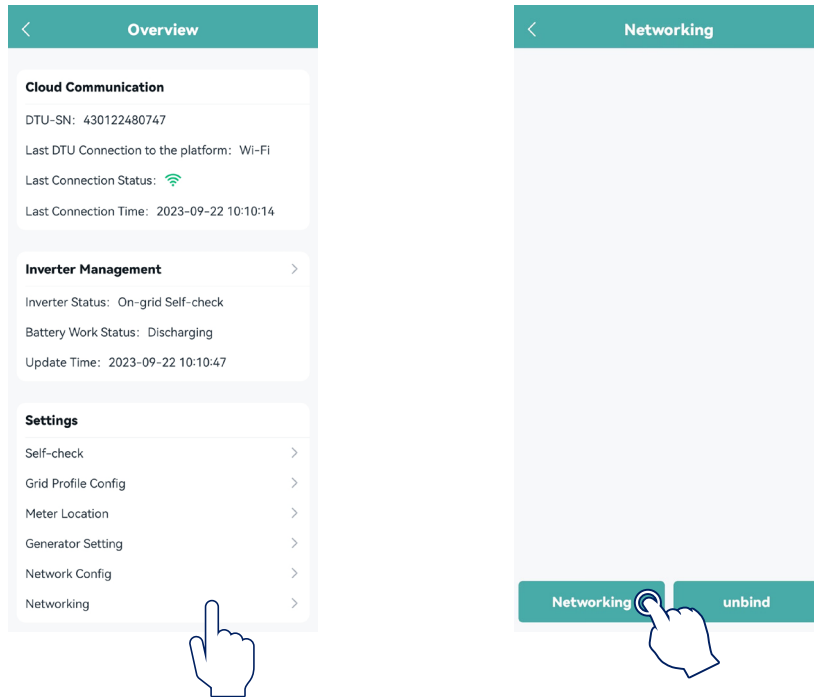 Overview
Cloud Communication
DTU-SN: 430122480747
Last DTU Connection to the platform: Wi-Fi
Last Connection Status:
Last Connection Time: 2023-09-22 10:10:14
Inverter Management
Inverter Status: On-grid Self-check
Battery Work Status: Discharging
Update Time: 2023-09-22 10:10:47
Settings
Self-check
Grid Profile Config
Meter Location
Generator Setting
Network Config
Networking
Networking
Networking
unbind